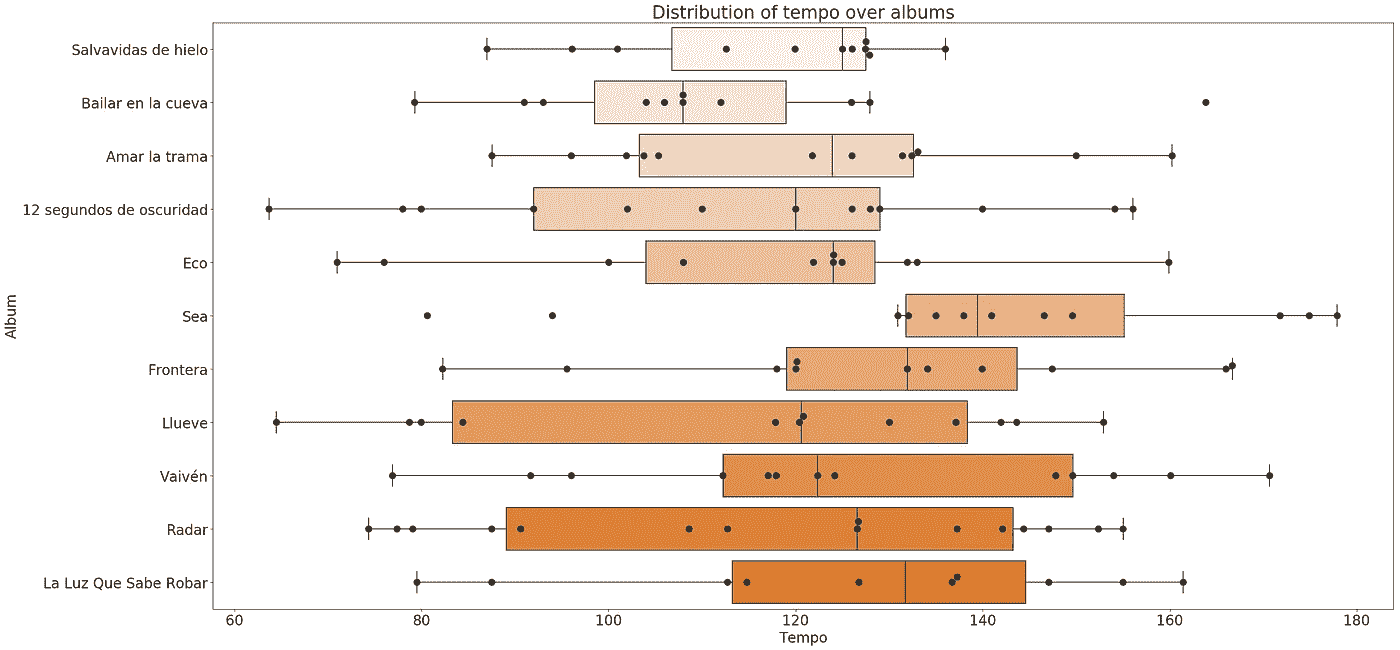 Distribution of tempo over albums
Salvavidas de hielo
Bailar en la cueva
Amar la trama
12 segundos de oscuridad
Eco
Sea
Frontera
Llueve
Vaivén
Radar
La Luz Que Sabe Robar
Album
60 80 100 120 140 160 180
Tempo